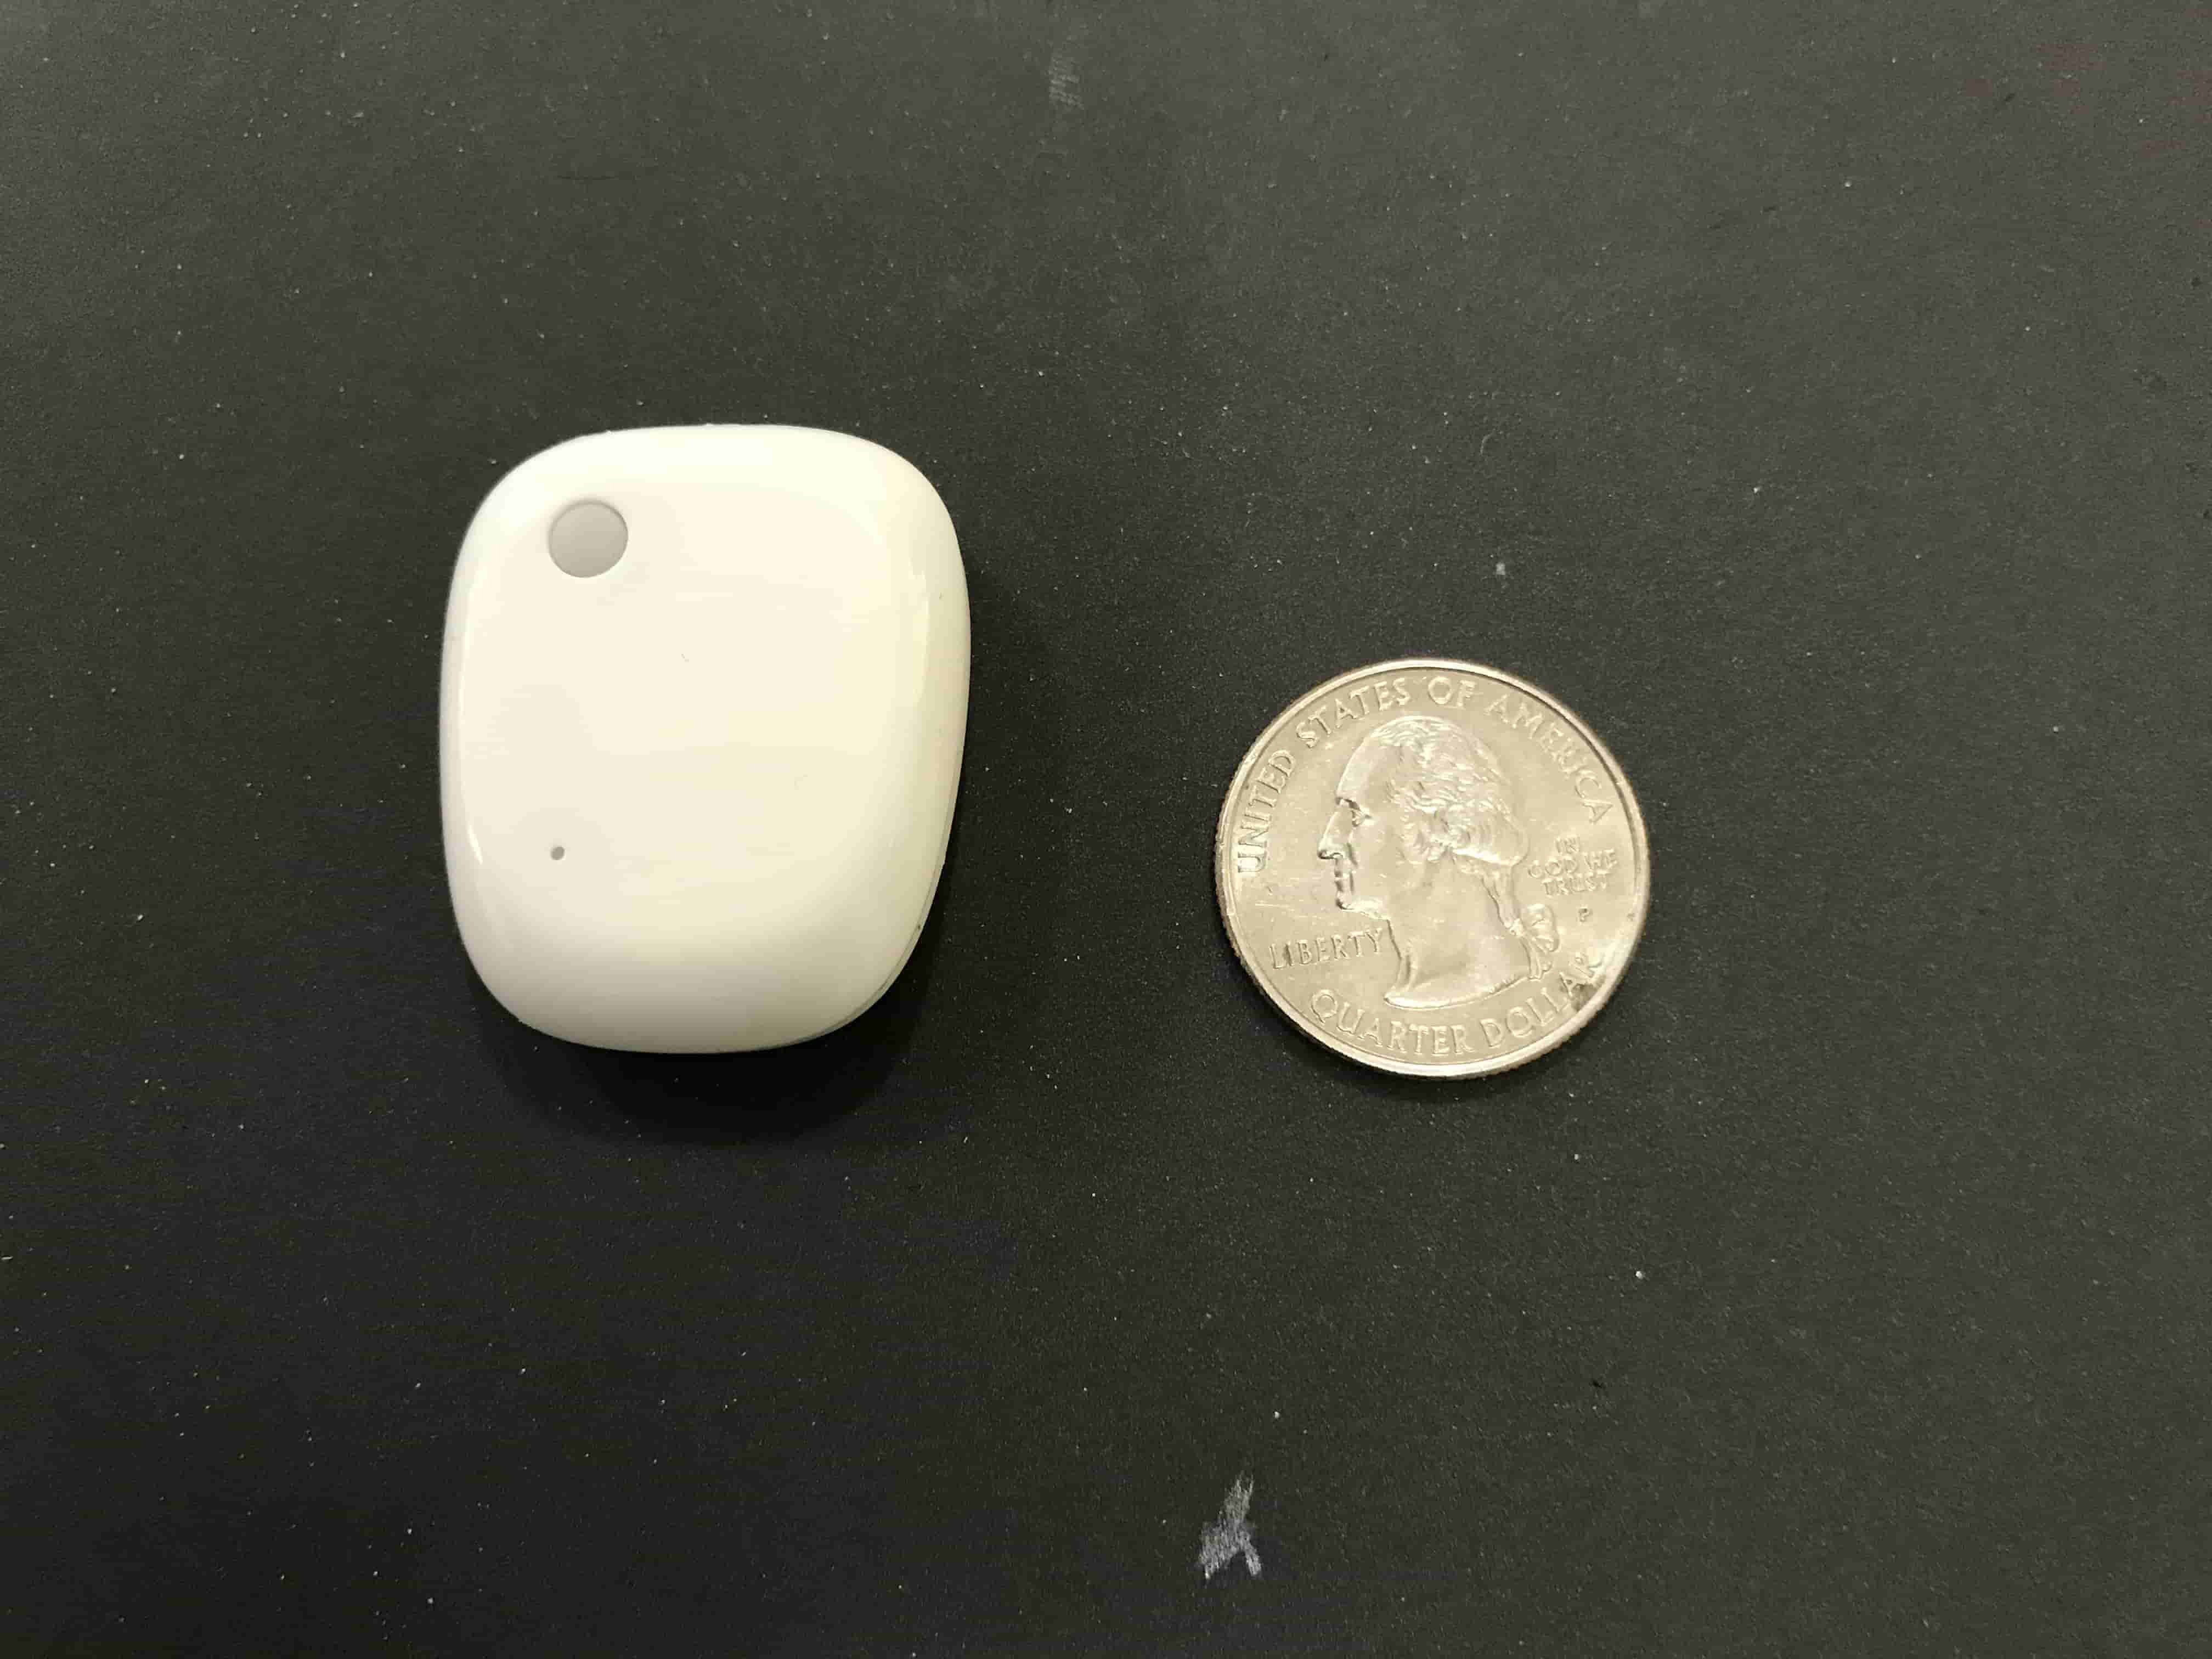 UNITED STATES OF AMERICA
IN
GOD WE
TRUST
P
LIBERTY
QUARTER DOLLAR